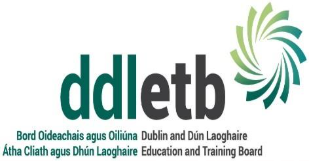 ddletb
Bord Oideachais agus Oiliúna Dublin and Dún Laoghaire
Átha Cliath agus Dhún Laoghaire Education and Training Board